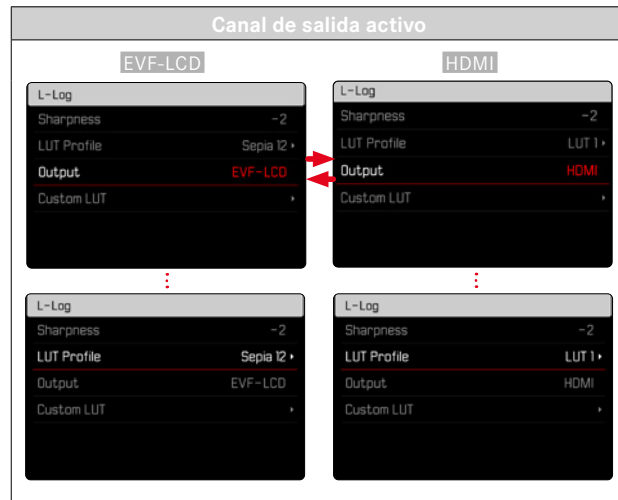 Canal de salida activo
EVF-LCD
L-Log
Sharpness -2
LUT Profile Sepia 12
Output EVF-LCD
Custom LUT
HDMI
L-Log
Sharpness -2
LUT Profile LUT 1
Output HDMI
Custom LUT
L-Log
Sharpness -2
LUT Profile Sepia 12
Output EVF-LCD
Custom LUT
L-Log
Sharpness -2
LUT Profile LUT 1
Output HDMI
Custom LUT